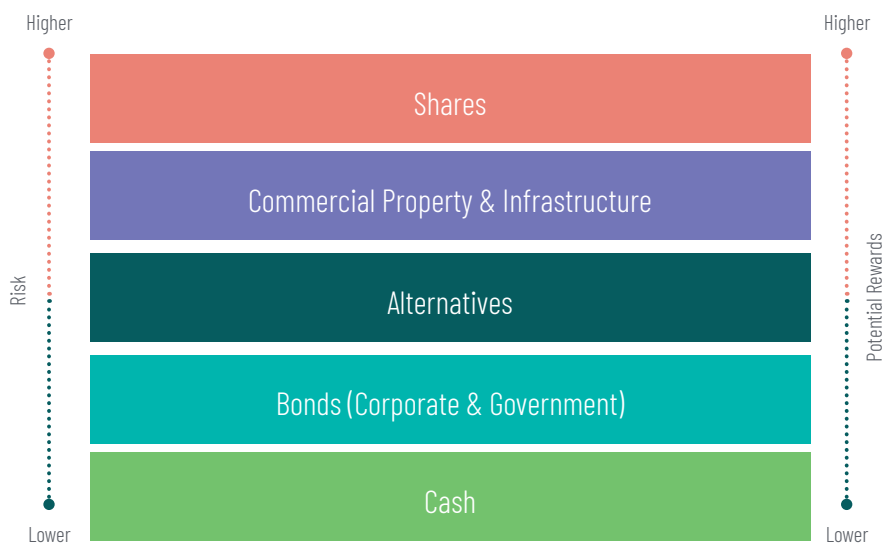 Higher
Higher
Shares
Commercial Property & Infrastructure
Risk
Alternatives
Potential Rewards
Bonds (Corporate & Government)
Cash
Lower
Lower